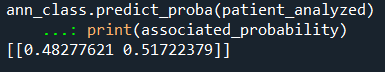 ann_class.predict_proba(patient_analyzed)
...: print(associated_probability)
[[0.48277621 0.51722379]]